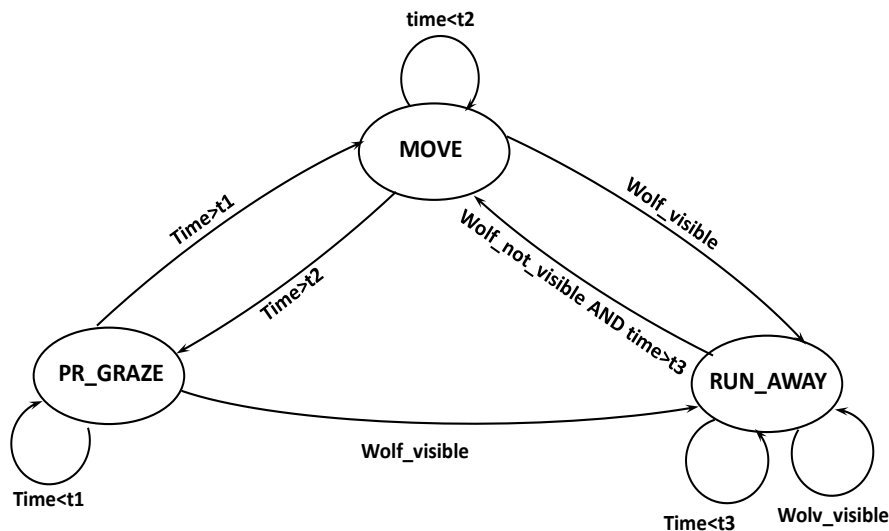 time<t2
MOVE
Time>t1
Wolf_visible
Wolf_not_visible AND time>t3
Time>t2
PR_GRAZE
RUN_AWAY
Wolf_visible
Time<t1
Time<t3
Wolv_visible